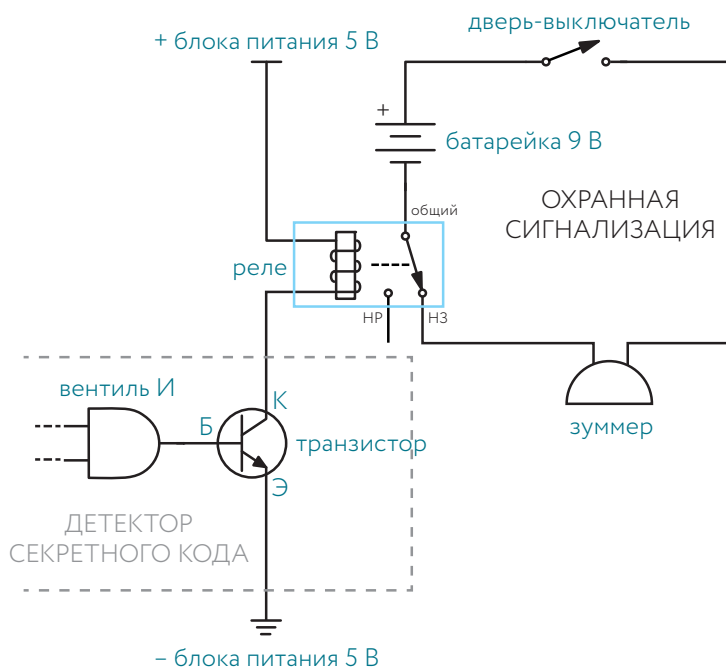 дверь-выключатель
+ блока питания 5 В
+
батарейка 9 В
общий
ОХРАННАЯ
СИГНАЛИЗАЦИЯ
реле
НР
НЗ
вентиль И
К
Б
транзистор
зуммер
Э
ДЕТЕКТОР
СЕКРЕТНОГО КОДА
– блока питания 5 В